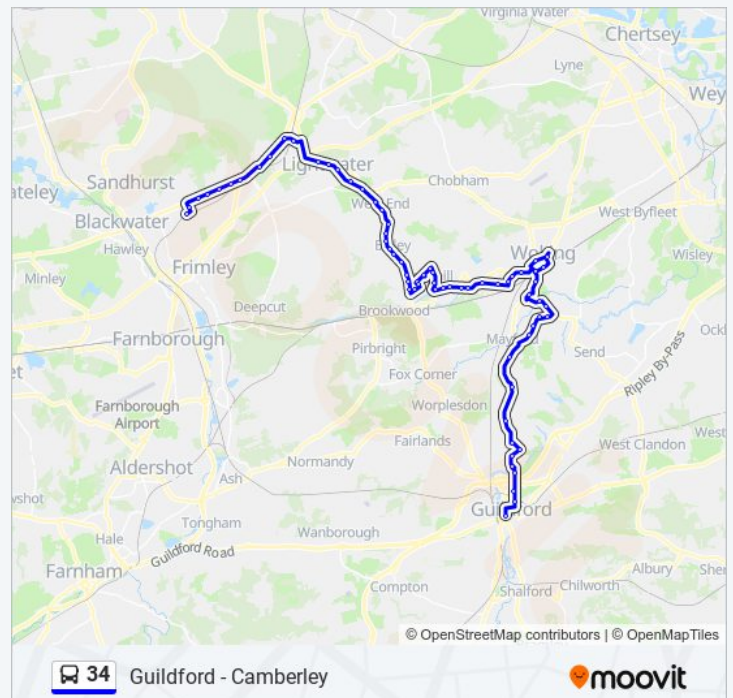 Virginia Water
Chertsey
Lyne
Wey
Lightwater
Sandhurst
Chobham
ateley
West End
Blackwater
West Byfleet
Hawley
Bisley
Woking
Wisley
Minley
Frimley
ill
Deepcut
Brookwood
Ock
Farnborough
Mayford
Send
Pirbright
et
Fox Corner
Ripley By-Pass
Farnborough
Airport
Worplesdon
West Clandon
West
Fairlands
Aldershot
Normandy
Ash
wshot
Guildford
Tongham
Hale
Wanborough
Guildford Road
Farnham
Albury
Sher
Compton
Shalford
Chilworth
© OpenStreetMap contributors | © OpenMapTiles
34 Guildford - Camberley
moovit